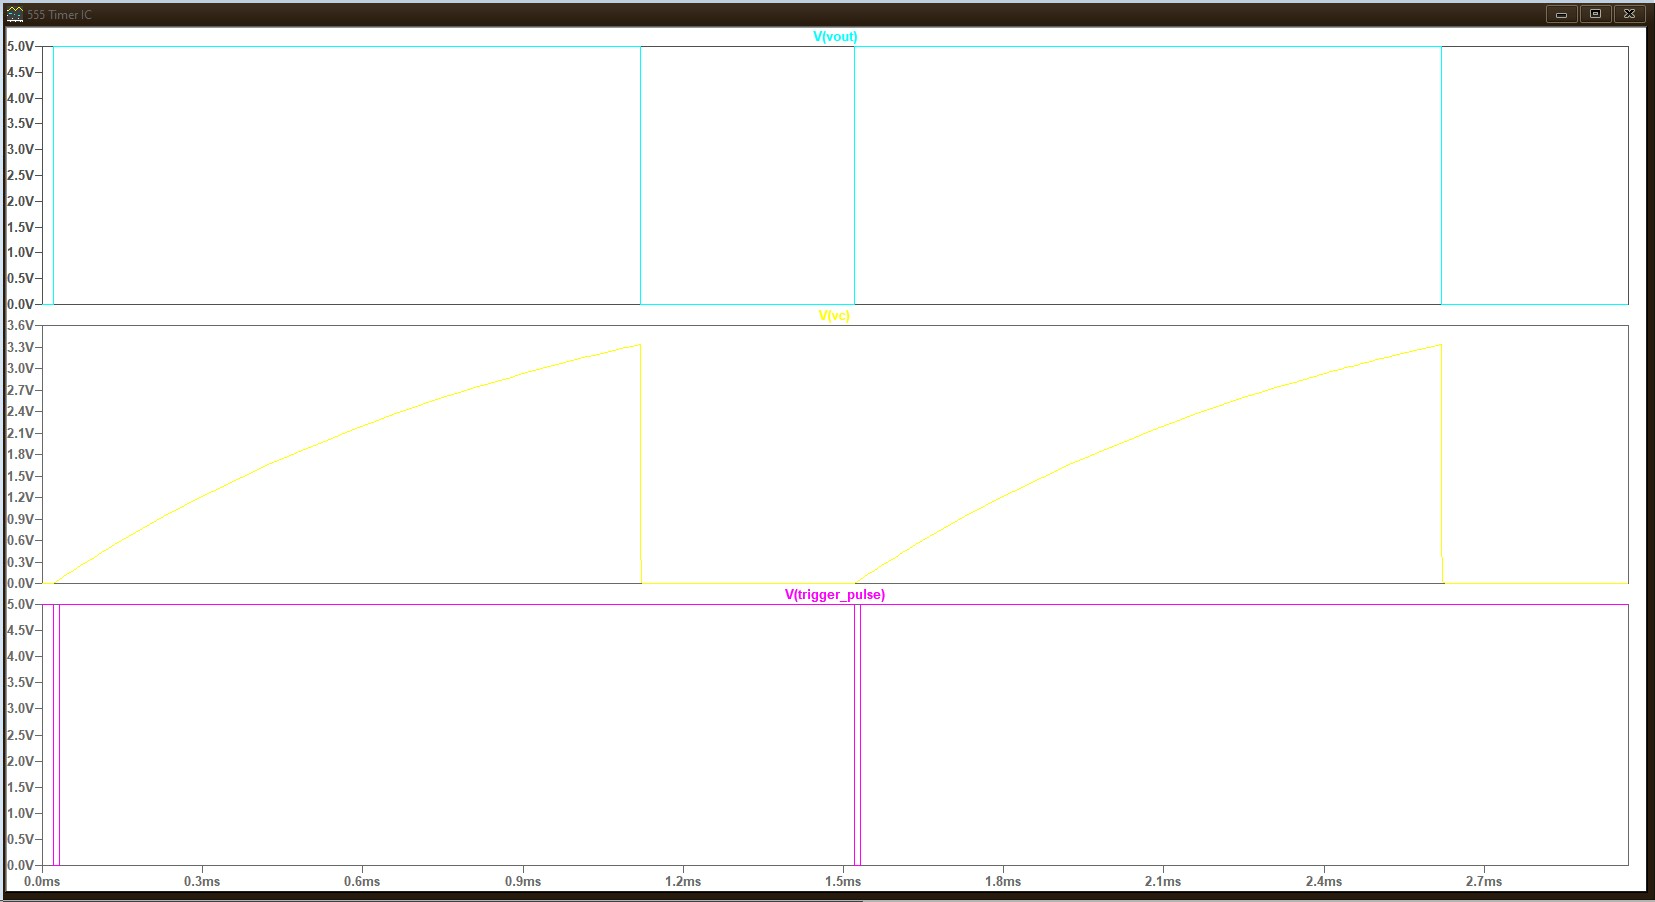 555 Timer IC
V(vout)
5.0V
4.5V
4.0V
3.5V
3.0V
2.5V
2.0V
1.5V
1.0V
0.5V
0.0V
V(vc)
3.6V
3.3V
3.0V
2.7V
2.4V
2.1V
1.8V
1.5V
1.2V
0.9V
0.6V
0.3V
0.0V
V(trigger_pulse)
5.0V
4.5V
4.0V
3.5V
3.0V
2.5V
2.0V
1.5V
1.0V
0.5V
0.0V
0.0ms 0.3ms 0.6ms 0.9ms 1.2ms 1.5ms 1.8ms 2.1ms 2.4ms 2.7ms